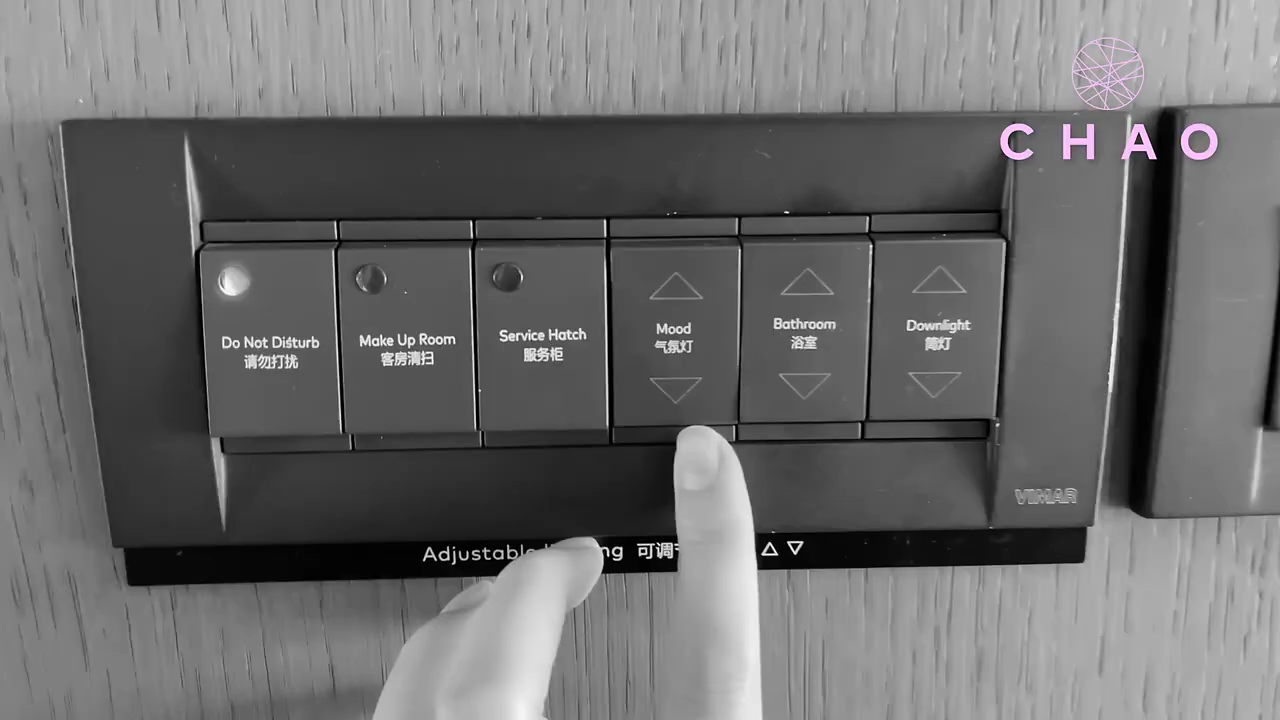 CHAO
Do Not Disturb
请勿打扰
Make Up Room
客房清扫
Service Hatch
服务柜
Mood
气氛灯
Bathroom
浴室
Downlight
筒灯
VIMAR
Adjustable 可调